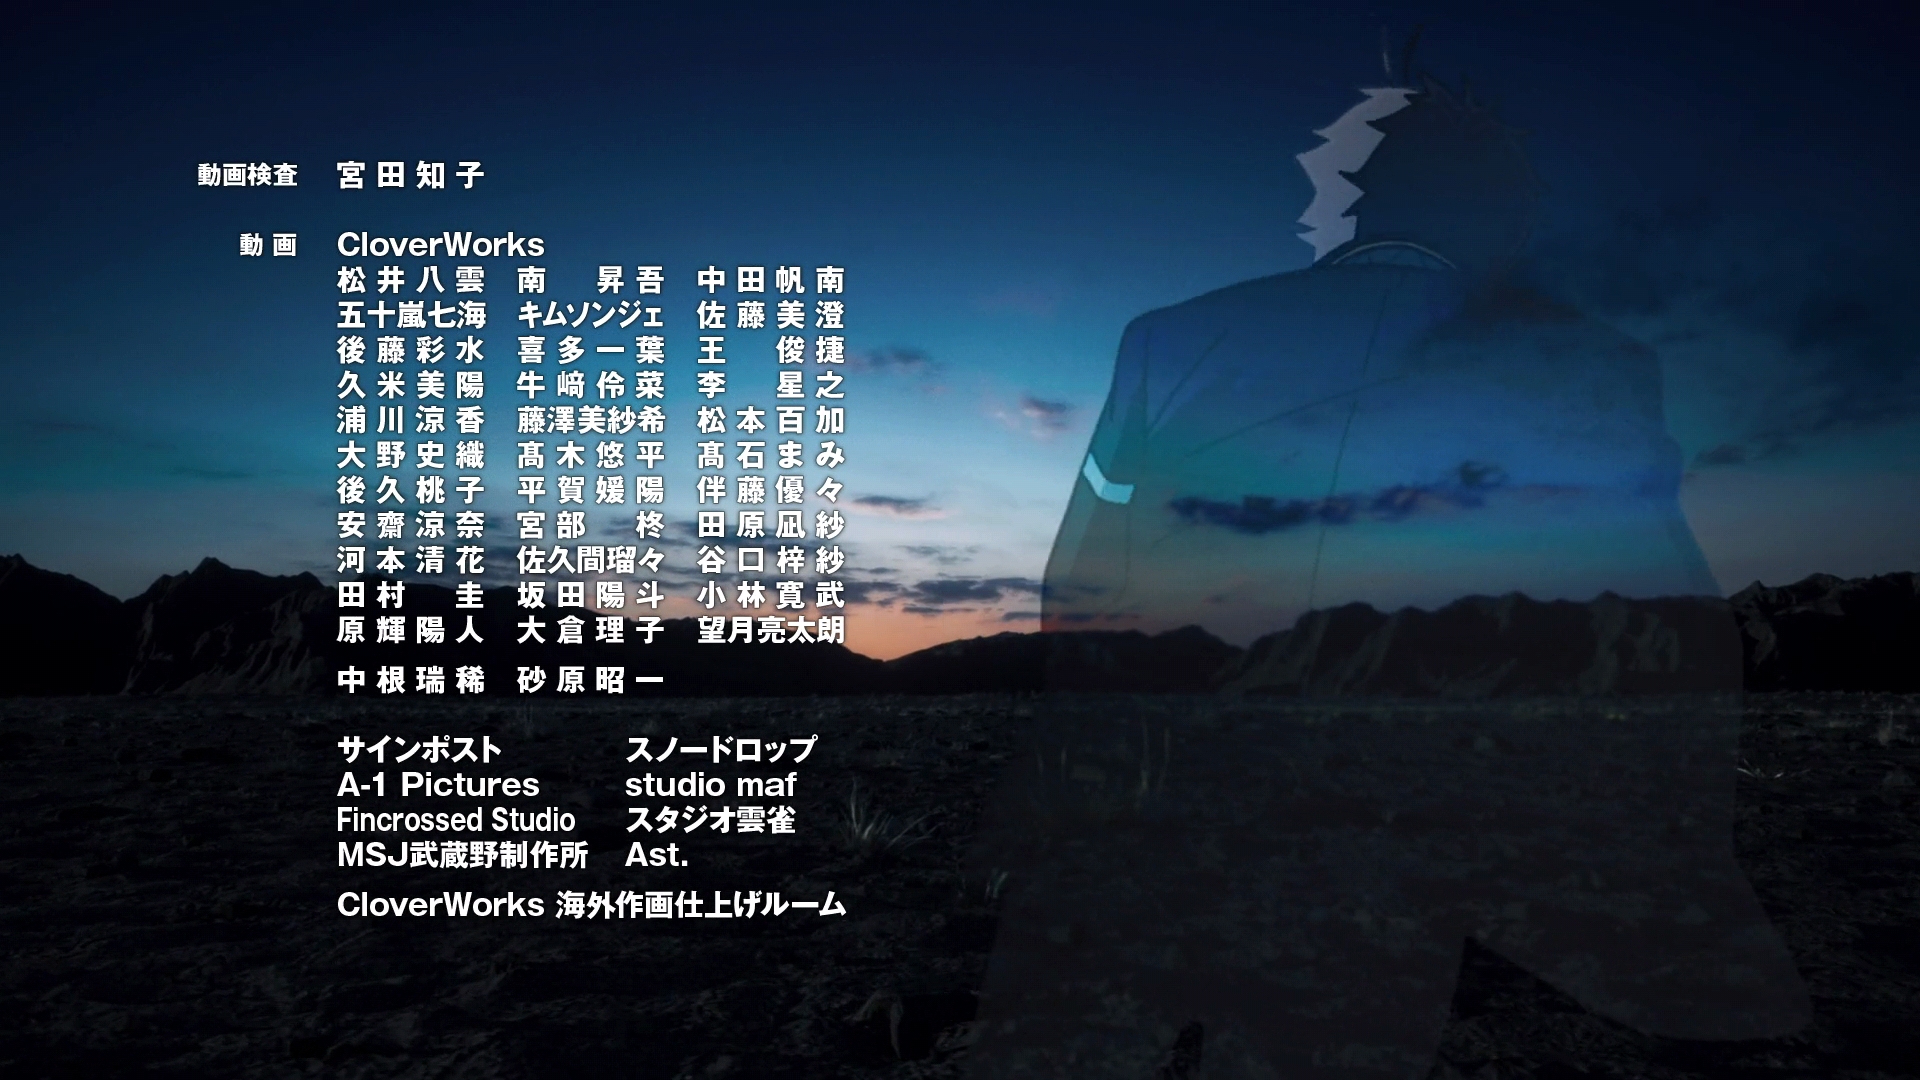 動画検査 宮田知子
動画 CloverWorks
松井八雲 南昇吾 中田帆南
五十嵐七海 キムソンジェ 佐藤美澄
後藤彩水 喜多一葉 王俊捷
久米美陽 牛﨑伶菜 李星之
浦川涼香 藤澤美紗希 松本百加
大野史織 髙木悠平 髙石まみ
後久桃子 平賀媛陽 伴藤優々
安齋涼奈 宮部柊 田原凪紗
河本清花 佐久間瑠々 谷口梓紗
田村圭 坂田陽斗 小林寛武
原輝陽人 大倉理子 望月亮太朗
中根瑞稀 砂原昭一
サインポスト スノードロップ
A-1 Pictures studio maf
Fincrossed Studio スタジオ雲雀
MSJ武蔵野制作所 Ast.
CloverWorks 海外作画仕上げルーム